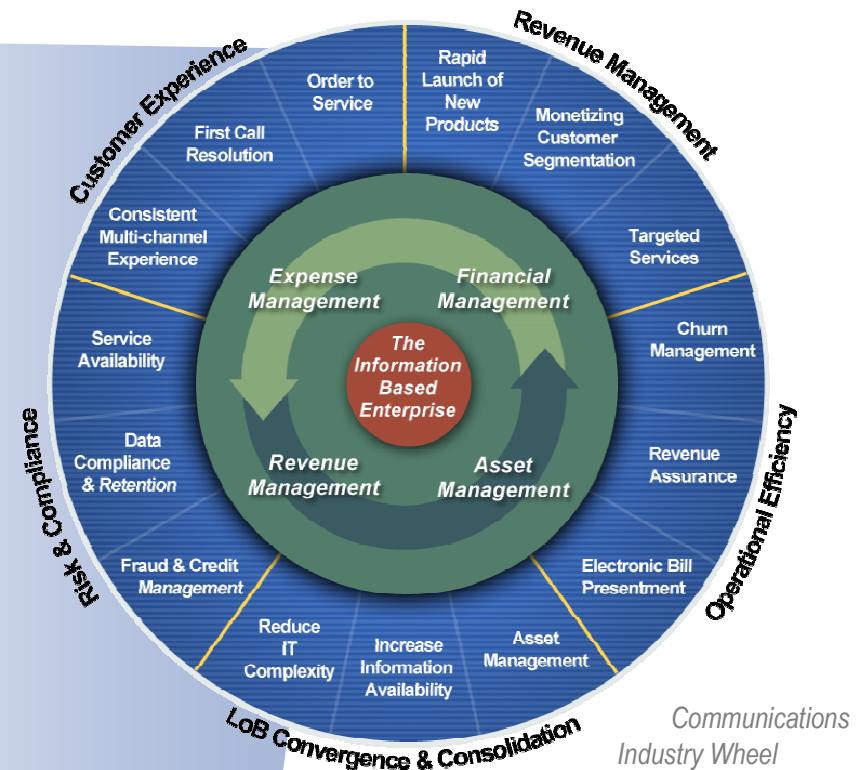 Customer Experience
Revenue Management
Order to
Service
First Call
Resolution
Consistent
Multi-channel
Experience
Rapid
Launch of
New
Products
Monetizing
Customer
Segmentation
Targeted
Services
Churn
Management
Revenue
Assurance
Electronic Bill
Presentment
Operational Efficiency
Asset
Management
Increase
Information
Availability
Reduce
IT
Complexity
LoB Convergence & Consolidation
Fraud & Credit
Management
Data
Compliance
& Retention
Service
Availability
Risk & Compliance
Expense
Management
Financial
Management
The
Information
Based
Enterprise
Revenue
Management
Asset
Management
Communications
Industry Wheel